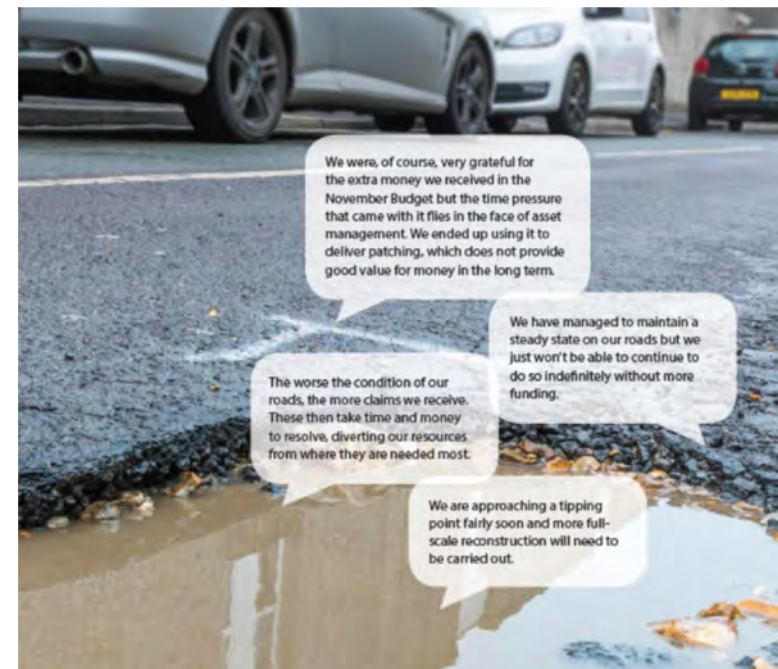 We were, of course, very grateful for
the extra money we received in the
November Budget but the time pressure
that came with it flies in the face of asset
management. We ended up using it to
deliver patching, which does not provide
good value for money in the long term.
We have managed to maintain a
steady state on our roads but we
just won't be able to continue to
do so indefinitely without more
funding.
The worse the condition of our
roads, the more claims we receive.
These then take time and money
to resolve, diverting our resources
from where they are needed most.
We are approaching a tipping
point fairly soon and more full-
scale reconstruction will need to
be carried out.